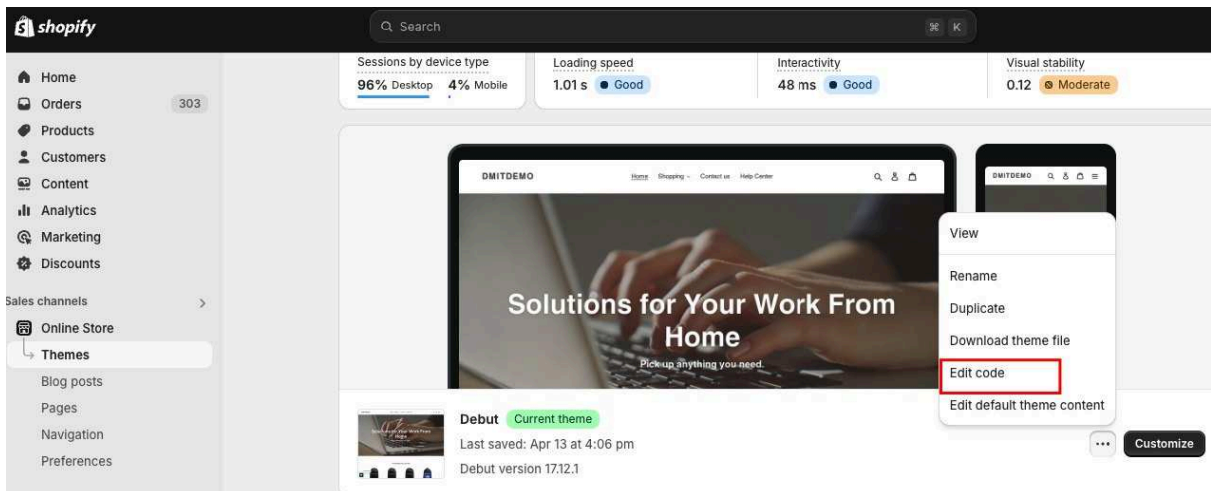 shopify
Search
⌘ K
Home
Orders 303
Products
Customers
Content
Analytics
Marketing
Discounts
Sales channels
Online Store
Themes
Blog posts
Pages
Navigation
Preferences
Sessions by device type
96% Desktop 4% Mobile
Loading speed
1.01 s Good
Interactivity
48 ms Good
Visual stability
0.12 Moderate
DMITDEMO
Home Shopping Contact us Help Center
Solutions for Your Work From
Home
Pick up anything you need.
DMITDEMO
View
Rename
Duplicate
Download theme file
Edit code
Edit default theme content
Debut Current theme
Last saved: Apr 13 at 4:06 pm
Debut version 17.12.1
Customize